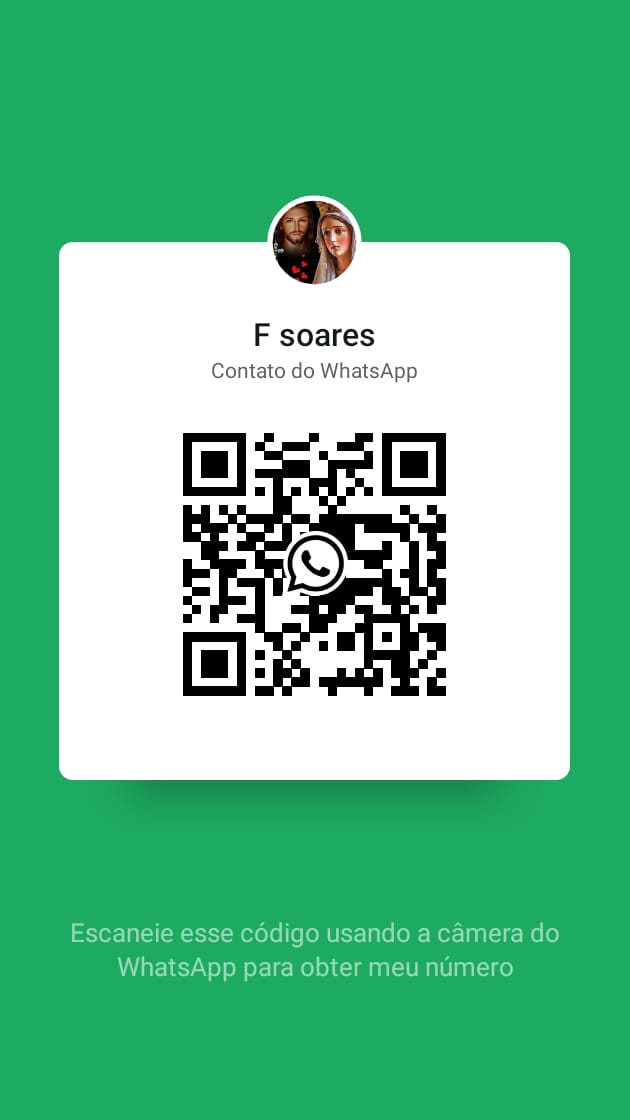 F soares
Contato do WhatsApp
Escaneie esse código usando a câmera do
WhatsApp para obter meu número